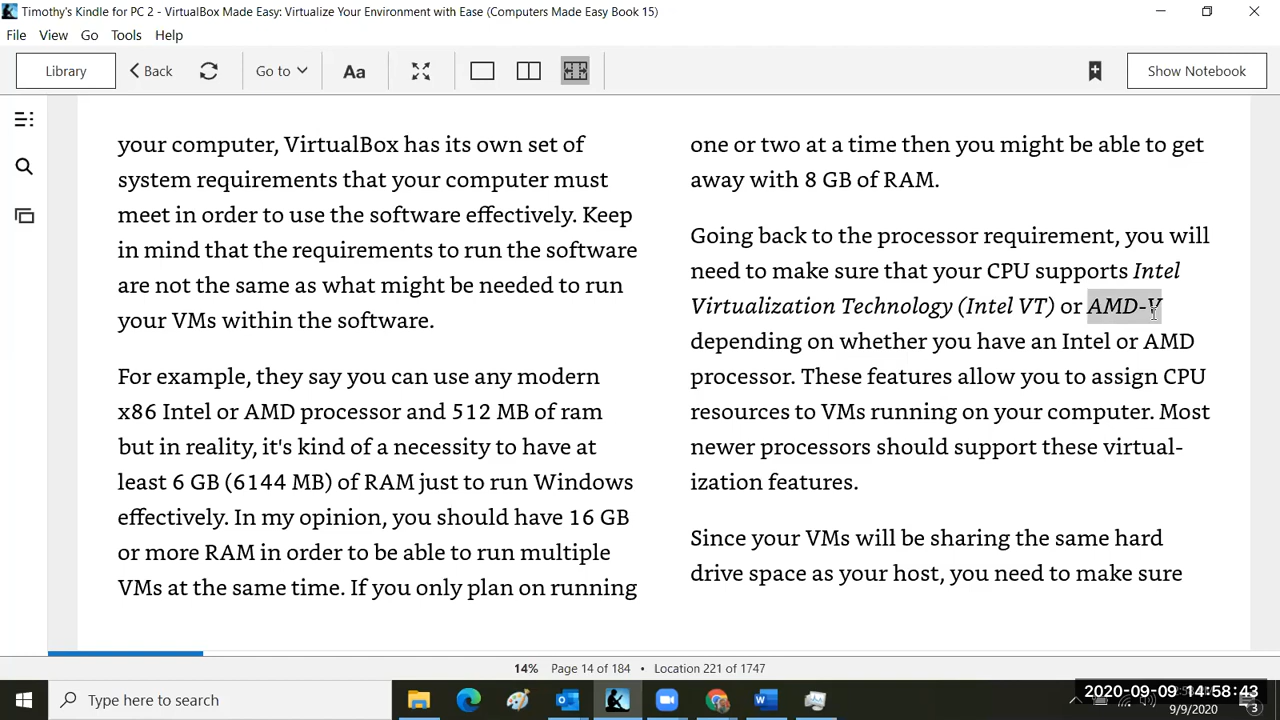 Timothy's Kindle for PC 2 - VirtualBox Made Easy: Virtualize Your Environment with Ease (Computers Made Easy Book 15)
File View Go Tools Help
Library Back Go to Aa Show Notebook
your computer, VirtualBox has its own set of
system requirements that your computer must
meet in order to use the software effectively. Keep
in mind that the requirements to run the software
are not the same as what might be needed to run
your VMs within the software.
For example, they say you can use any modern
x86 Intel or AMD processor and 512 MB of ram
but in reality, it's kind of a necessity to have at
least 6 GB (6144 MB) of RAM just to run Windows
effectively. In my opinion, you should have 16 GB
or more RAM in order to be able to run multiple
VMs at the same time. If you only plan on running
one or two at a time then you might be able to get
away with 8 GB of RAM.
Going back to the processor requirement, you will
need to make sure that your CPU supports Intel
Virtualization Technology (Intel VT) or AMD-V
depending on whether you have an Intel or AMD
processor. These features allow you to assign CPU
resources to VMs running on your computer. Most
newer processors should support these virtual-
ization features.
Since your VMs will be sharing the same hard
drive space as your host, you need to make sure
14% Page 14 of 184 • Location 221 of 1747
Type here to search
2020-09-09 14:58:43
9/9/2020
3